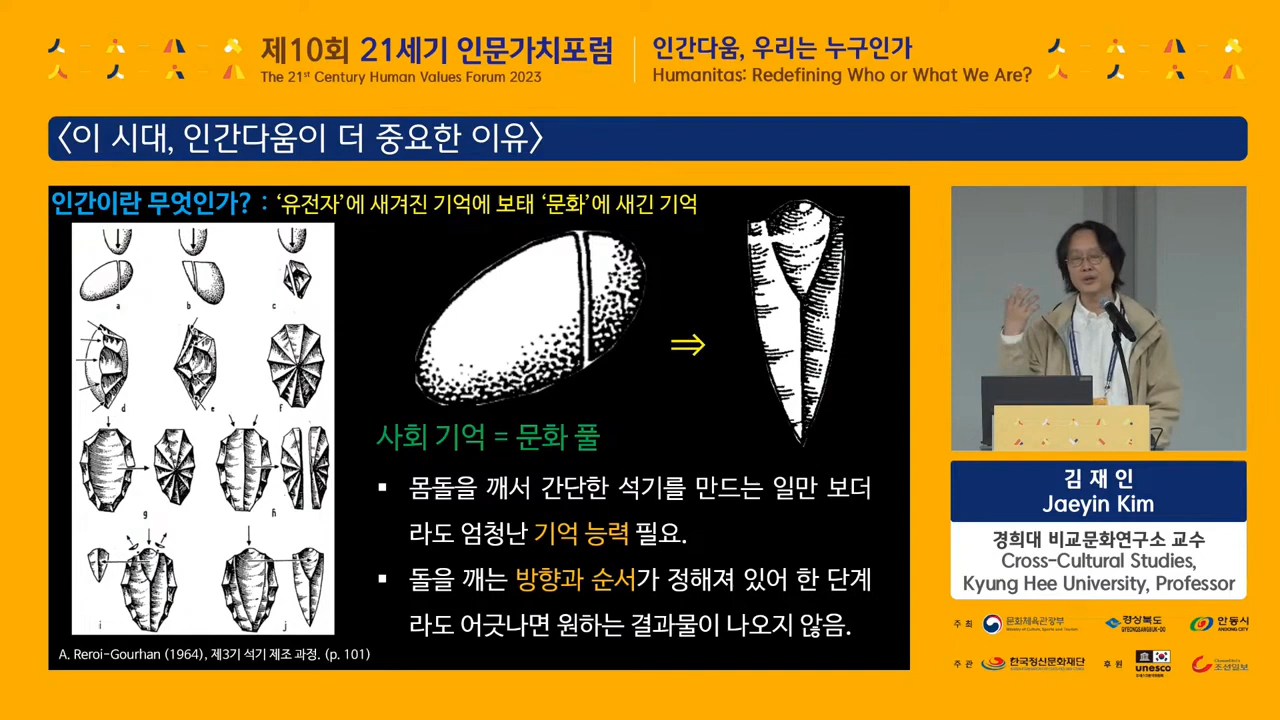 제10회 21세기 인문가치포럼
The 21st Century Human Values Forum 2023
인간다움, 우리는 누구인가
Humanitas: Redefining Who or What We Are?
〈이 시대, 인간다움이 더 중요한 이유〉
인간이란 무엇인가? : ‘유전자’에 새겨진 기억에 보태 ‘문화’에 새긴 기억
a b c
d e f
g h
i j
⇒
사회 기억 = 문화 풀
▪ 몸돌을 깨서 간단한 석기를 만드는 일만 보더
라도 엄청난 기억 능력 필요.
▪ 돌을 깨는 방향과 순서가 정해져 있어 한 단계
라도 어긋나면 원하는 결과물이 나오지 않음.
A. Reroi-Gourhan (1964), 제3기 석기 제조 과정. (p. 101)
김 재 인
Jaeyin Kim
경희대 비교문화연구소 교수
Cross-Cultural Studies,
Kyung Hee University, Professor
주 최 문화체육관광부 경상북도 안동시
GYEONGSANGBUK-DO ANDONG CITY
주 관 한국정신문화재단 후 원 unesco 조선일보